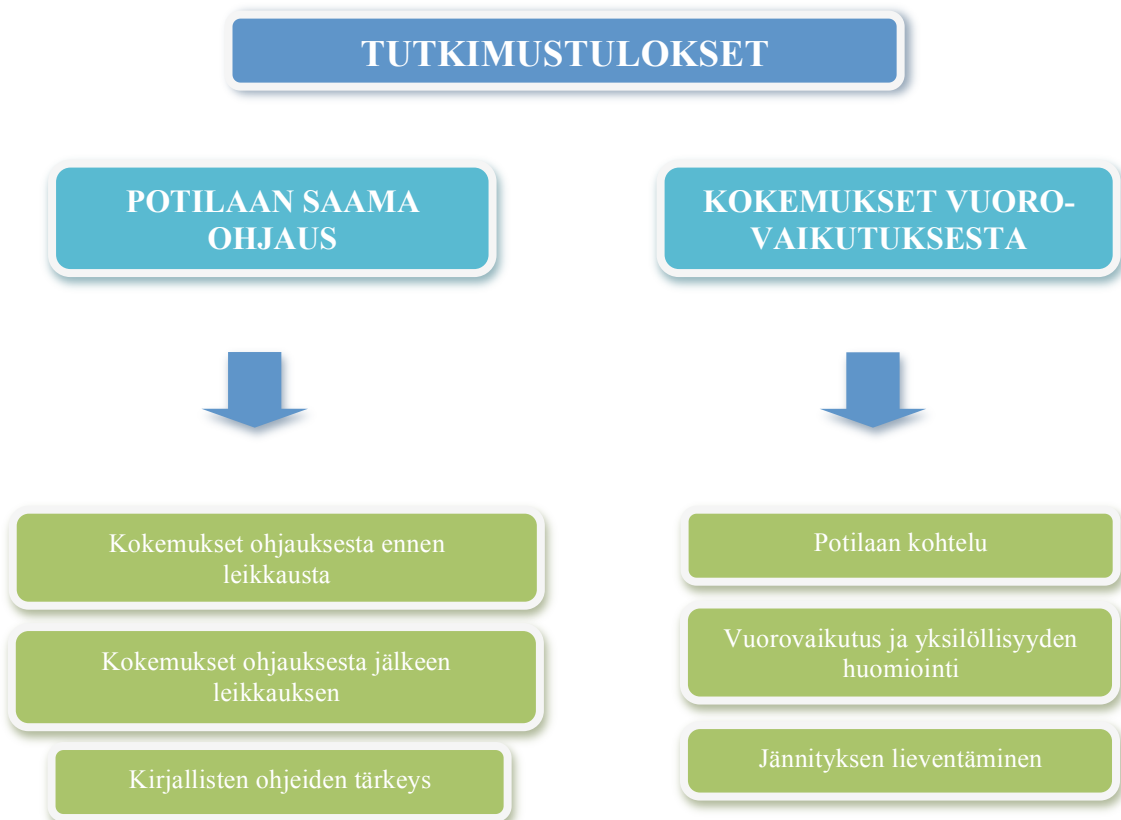 TUTKIMUSTULOKSET
POTILAAN SAAMA
OHJAUS
KOKEMUKSET VUORO-
VAIKUTUKSESTA
Kokemukset ohjauksesta ennen
leikkausta
Kokemukset ohjauksesta jälkeen
leikkauksen
Kirjallisten ohjeiden tärkeys
Potilaan kohtelu
Vuorovaikutus ja yksilöllisyyden
huomiointi
Jännityksen lieventäminen